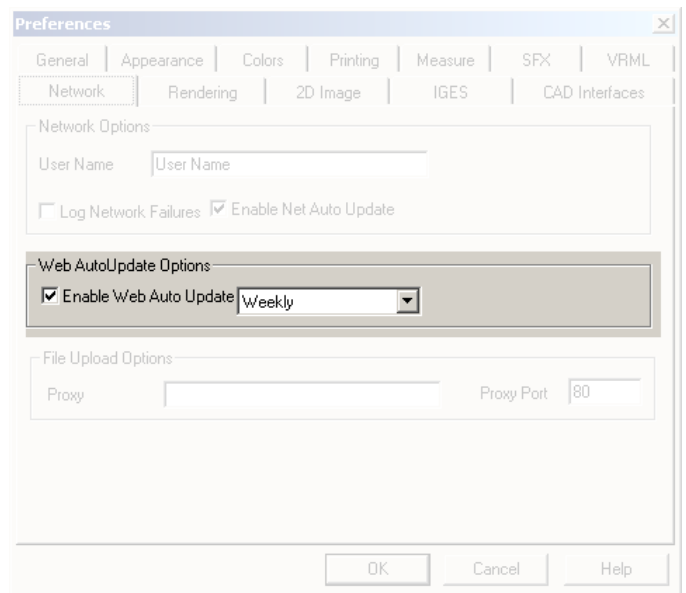 Preferences
General Appearance Colors Printing Measure SFX VRML
Network Rendering 2D Image IGES CAD Interfaces
Network Options
User Name User Name
Log Network Failures Enable Net Auto Update
Web AutoUpdate Options
Enable Web Auto Update Weekly
File Upload Options
Proxy Proxy Port 80
OK Cancel Help